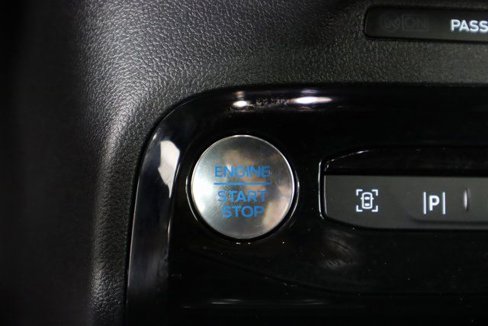 PASS
ENGINE
START
STOP
|P|